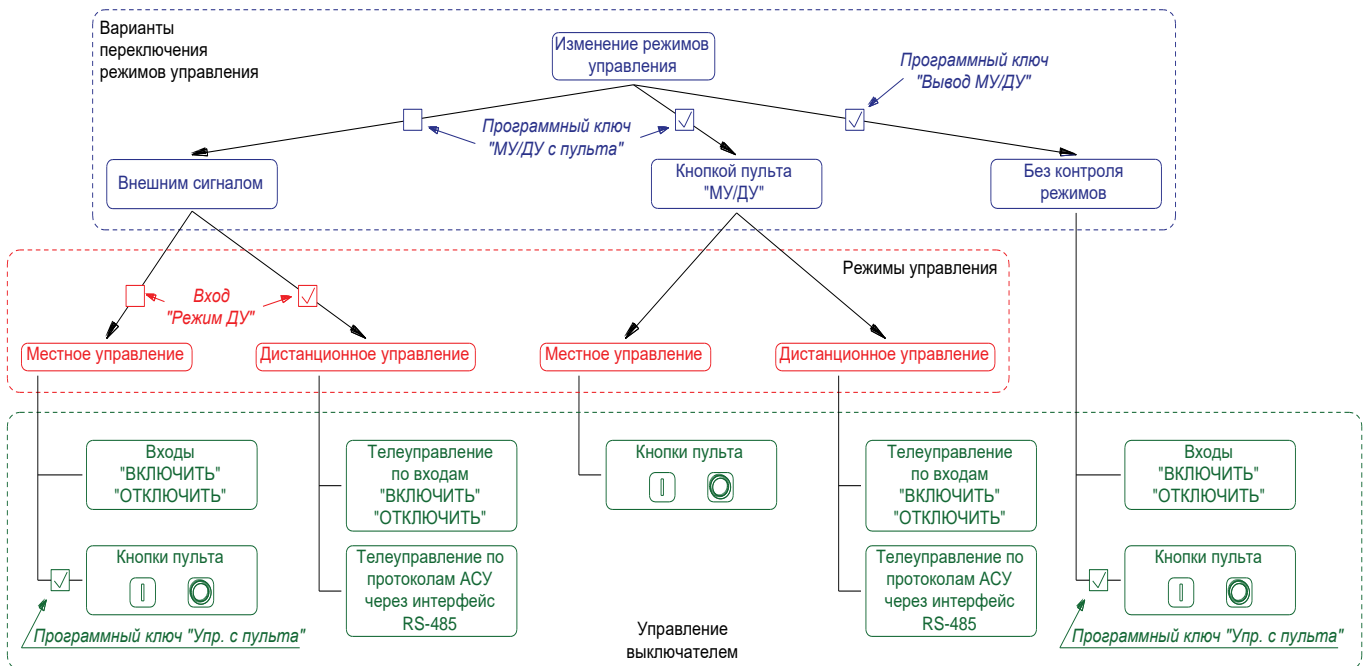 Варианты
переключения
режимов управления
Изменение режимов
управления
Программный ключ
"Вывод МУ/ДУ"
Программный ключ
"МУ/ДУ с пульта"
Внешним сигналом
Кнопкой пульта
"МУ/ДУ"
Без контроля
режимов
Режимы управления
Вход
"Режим ДУ"
Местное управление
Дистанционное управление
Местное управление
Дистанционное управление
Входы
"ВКЛЮЧИТЬ"
"ОТКЛЮЧИТЬ"
Телеуправление
по входам
"ВКЛЮЧИТЬ"
"ОТКЛЮЧИТЬ"
Кнопки пульта
Телеуправление
по входам
"ВКЛЮЧИТЬ"
"ОТКЛЮЧИТЬ"
Входы
"ВКЛЮЧИТЬ"
"ОТКЛЮЧИТЬ"
Кнопки пульта
Телеуправление по
протоколам АСУ
через интерфейс
RS-485
Телеуправление по
протоколам АСУ
через интерфейс
RS-485
Кнопки пульта
Программный ключ "Упр. с пульта"
Управление
выключателем
Программный ключ "Упр. с пульта"